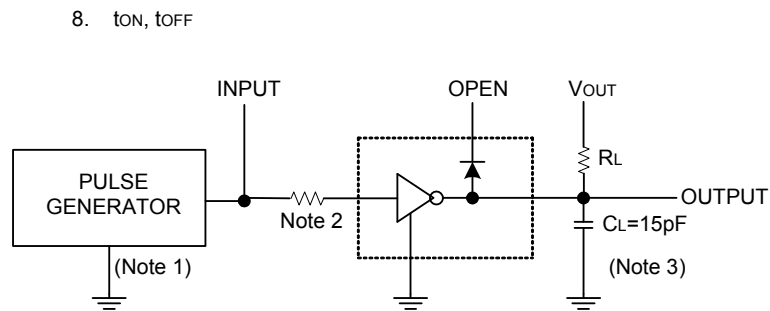 8. tON, tOFF
INPUT
OPEN
VOUT
PULSE
GENERATOR
Note 2
RL
OUTPUT
CL=15pF
(Note 1)
(Note 3)